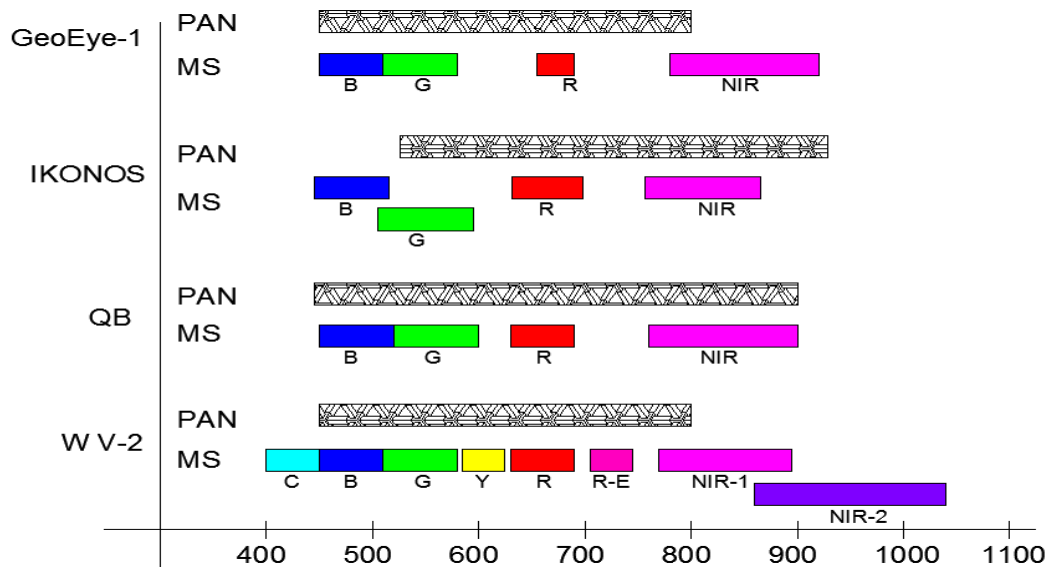 GeoEye-1
PAN
MS
B G R NIR
IKONOS
PAN
MS
B R NIR
G
QB
PAN
MS
B G R NIR
W V-2
PAN
MS
C B G Y R R-E NIR-1
NIR-2
400 500 600 700 800 900 1000 1100